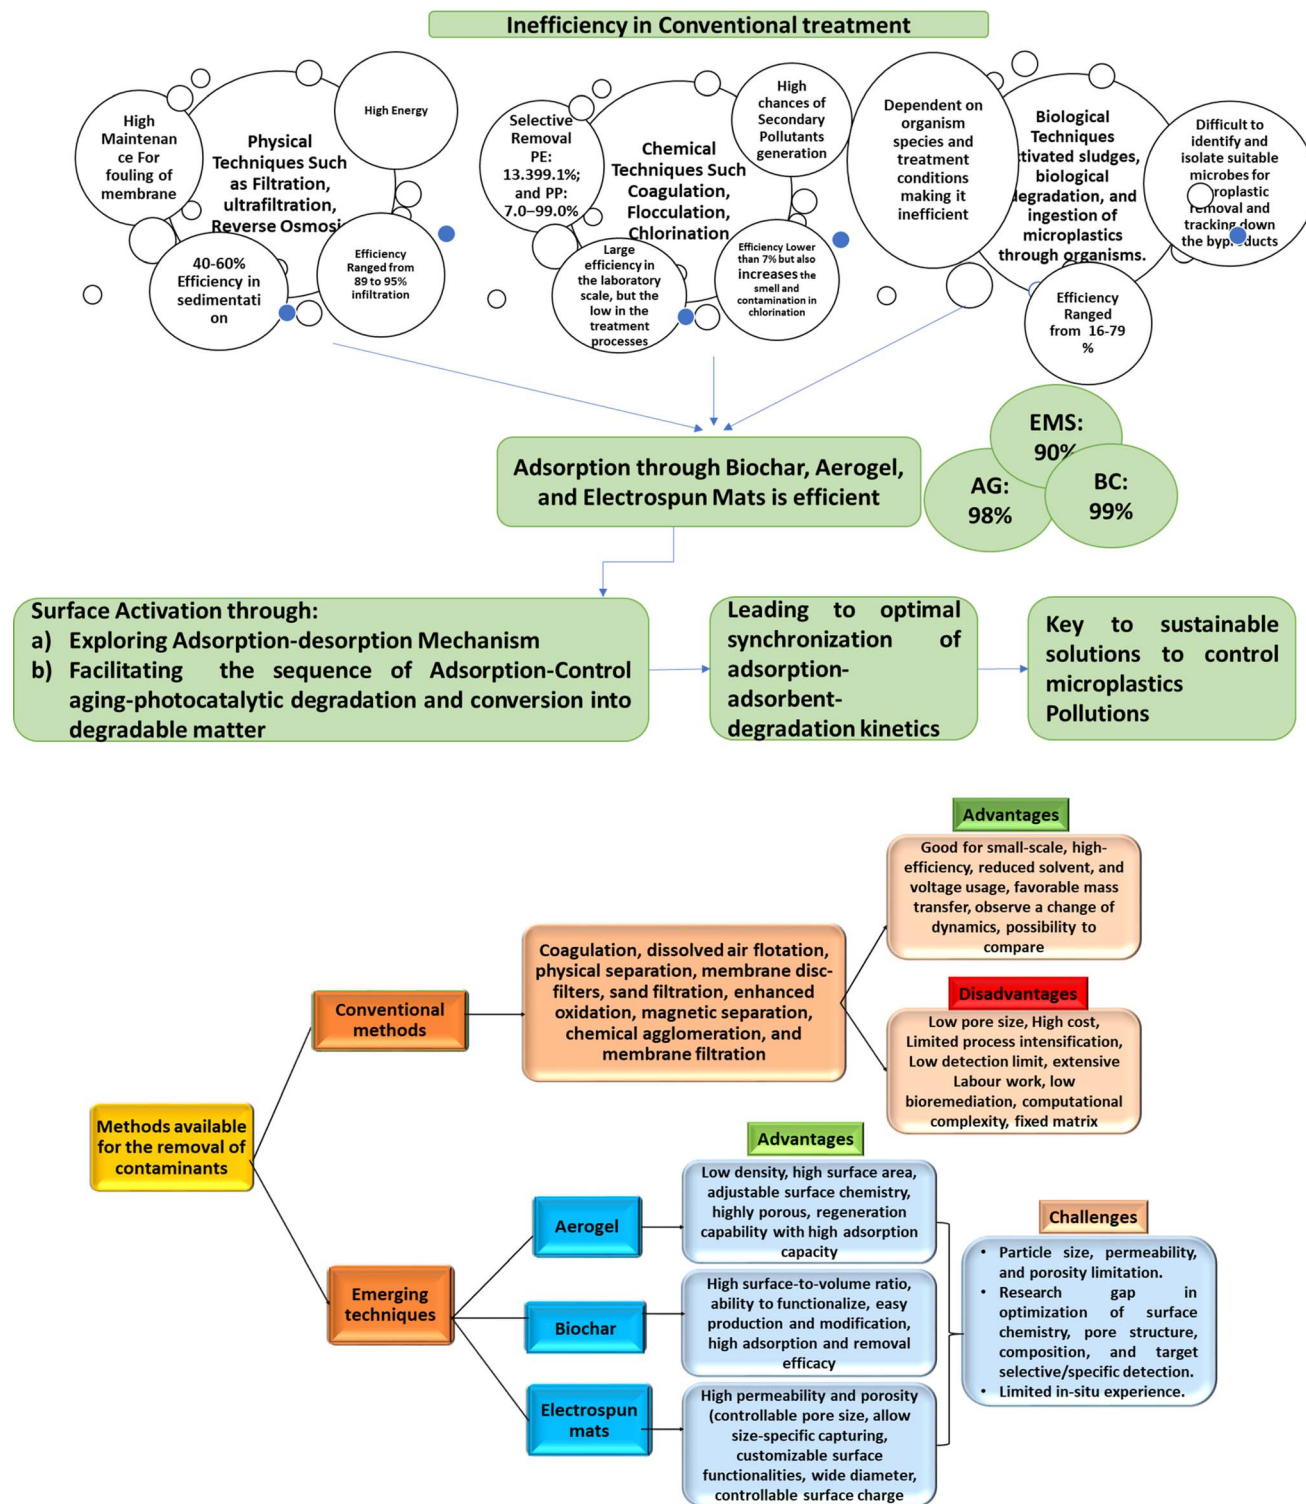 Inefficiency in Conventional treatment
High
Maintenan
ce For
fouling of
membrane
Physical
Techniques Such
as Filtration,
ultrafiltration,
Reverse Osmosi
High Energy
40-60%
Efficiency in
sedimentati
on
Efficiency
Ranged from
89 to 95%
infiltration
Selective
Removal
PE:
13.399.1%;
and PP:
7.0–99.0%
Chemical
Techniques Such
Coagulation,
Flocculation,
Chlorination
High
chances of
Secondary
Pollutants
generation
Large
efficiency in
the laboratory
scale, but the
low in the
treatment
processes
Efficiency Lower
than 7% but also
increases the
smell and
contamination in
chlorination
Dependent on
organism
species and
treatment
conditions
making it
inefficient
Biological
Techniques
ctivated sludges,
biological
degradation, and
ingestion of
microplastics
through organisms.
Difficult to
identify and
isolate suitable
microbes for
roplastic
removal and
tracking down
the byproducts
Efficiency
Ranged
from 16-79
%
Adsorption through Biochar, Aerogel,
and Electrospun Mats is efficient
EMS:
90%
AG:
98%
BC:
99%
Surface Activation through:
a) Exploring Adsorption-desorption Mechanism
b) Facilitating the sequence of Adsorption-Control
aging-photocatalytic degradation and conversion into
degradable matter
Leading to optimal
synchronization of
adsorption-
adsorbent-
degradation kinetics
Key to sustainable
solutions to control
microplastics
Pollutions
Advantages
Good for small-scale, high-
efficiency, reduced solvent, and
voltage usage, favorable mass
transfer, observe a change of
dynamics, possibility to
compare
Coagulation, dissolved air flotation,
physical separation, membrane disc-
filters, sand filtration, enhanced
oxidation, magnetic separation,
chemical agglomeration, and
membrane filtration
Conventional
methods
Disadvantages
Low pore size, High cost,
Limited process intensification,
Low detection limit, extensive
Labour work, low
bioremediation, computational
complexity, fixed matrix
Methods available
for the removal of
contaminants
Advantages
Aerogel
Low density, high surface area,
adjustable surface chemistry,
highly porous, regeneration
capability with high adsorption
capacity
Emerging
techniques
Biochar
High surface-to-volume ratio,
ability to functionalize, easy
production and modification,
high adsorption and removal
efficacy
Electrospun
mats
High permeability and porosity
(controllable pore size, allow
size-specific capturing,
customizable surface
functionalities, wide diameter,
controllable surface charge
Challenges
• Particle size, permeability,
and porosity limitation.
• Research gap in
optimization of surface
chemistry, pore structure,
composition, and target
selective/specific detection.
• Limited in-situ experience.